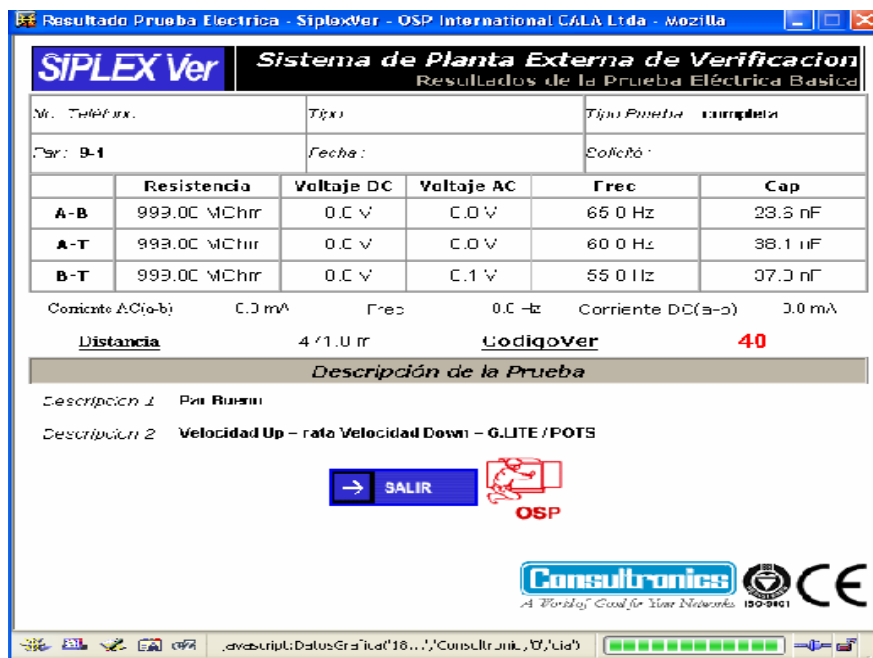 Resultado Prueba Electrica - SiplexVer - OSP International CALA Ltda - Mozilla
SIPLEX Ver
Sistema de Planta Externa de Verificacion
Resultados de la Prueba Eléctrica Basica
Nr. Teléfono: Tipo: Tipo Prueba completa
Par: 9-1 Fecha: Solicitó:
Resistencia Voltaje DC Voltaje AC Frec Cap
A-B 999.00 MOhm 0.0 V 0.0 V 65.0 Hz 23.6 nF
A-T 999.00 MOhm 0.0 V 0.0 V 60.0 Hz 38.1 nF
B-T 999.00 MOhm 0.0 V 0.1 V 55.0 Hz nF
Corriente AC(a-b) 0.0 mA Frec 0.0 Hz Corriente DC(a-b) 0.0 mA
Distancia m CodigoVer 40
Descripción de la Prueba
Descripcion 1 Par Bueno
Descripcion 2 Velocidad Up – rata Velocidad Down – G.LITE / POTS
SALIR
OSP
Consultronics
A World of Good for Your Networks
ISO-9001
CE
javascript:DatosGrafica('18...','Consultronic,'0','cia')